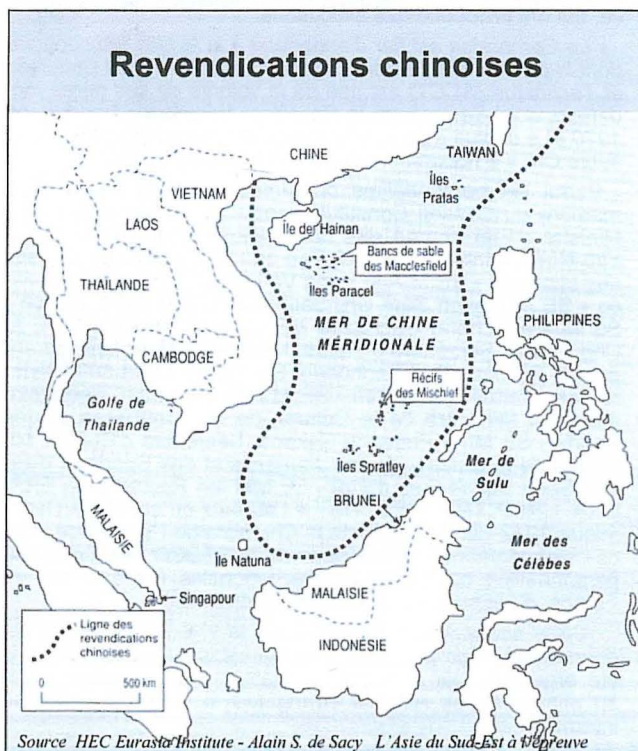 Revendications chinoises
CHINE
TAIWAN
VIETNAM
Îles
Pratas
Île der Hainan
LAOS
Bancs de sable
des Macclesfield
THAÏLANDE
Îles Paracel
MER DE CHINE
MÉRIDIONALE
PHILIPPINES
CAMBODGE
Récifs
des Mischief
Golfe de
Thaïlande
Îles Spratley
Mer de
Sulu
BRUNEI
MALAISIE
Île Natuna
Mer des
Célèbes
Singapour
MALAISIE
INDONÉSIE
Ligne des
revendications
chinoises
0 500 km
Source HEC Eurasia Institute - Alain S. de Sacy L'Asie du Sud-Est à l'épreuve